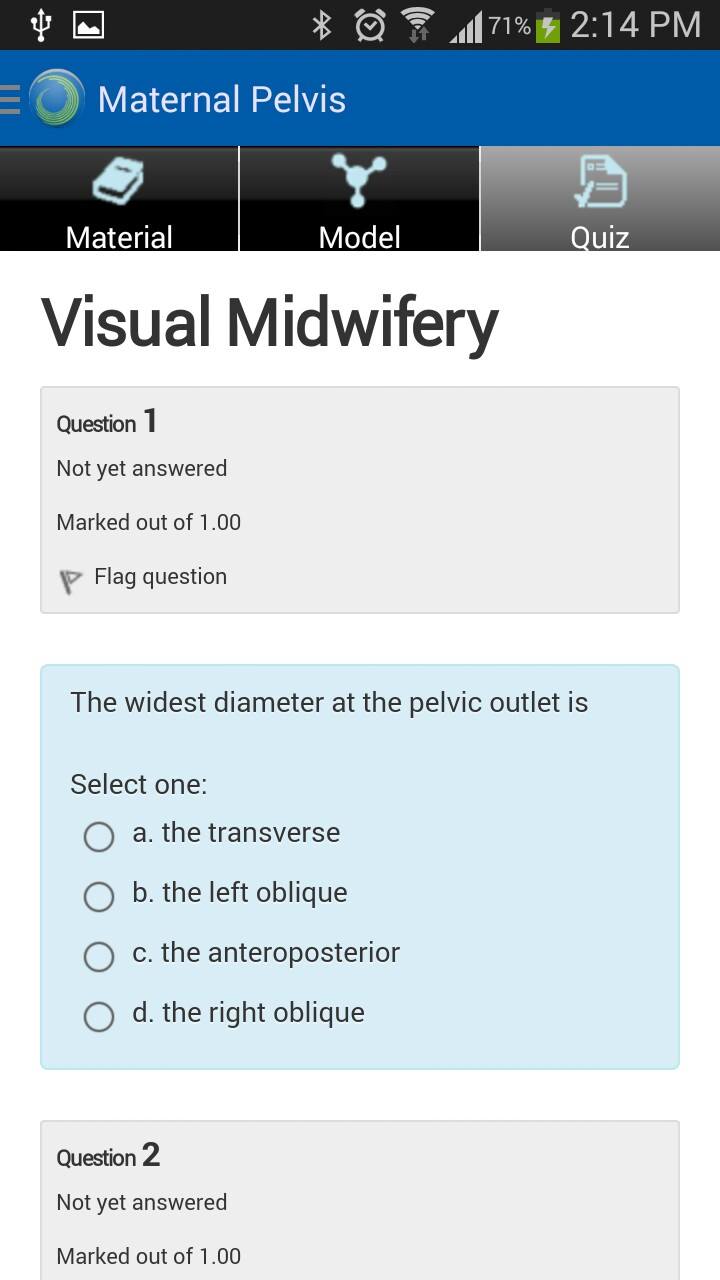 71% 2:14 PM
Maternal Pelvis
Material Model Quiz
Visual Midwifery
Question 1
Not yet answered
Marked out of 1.00
Flag question
The widest diameter at the pelvic outlet is
Select one:
a. the transverse
b. the left oblique
c. the anteroposterior
d. the right oblique
Question 2
Not yet answered
Marked out of 1.00